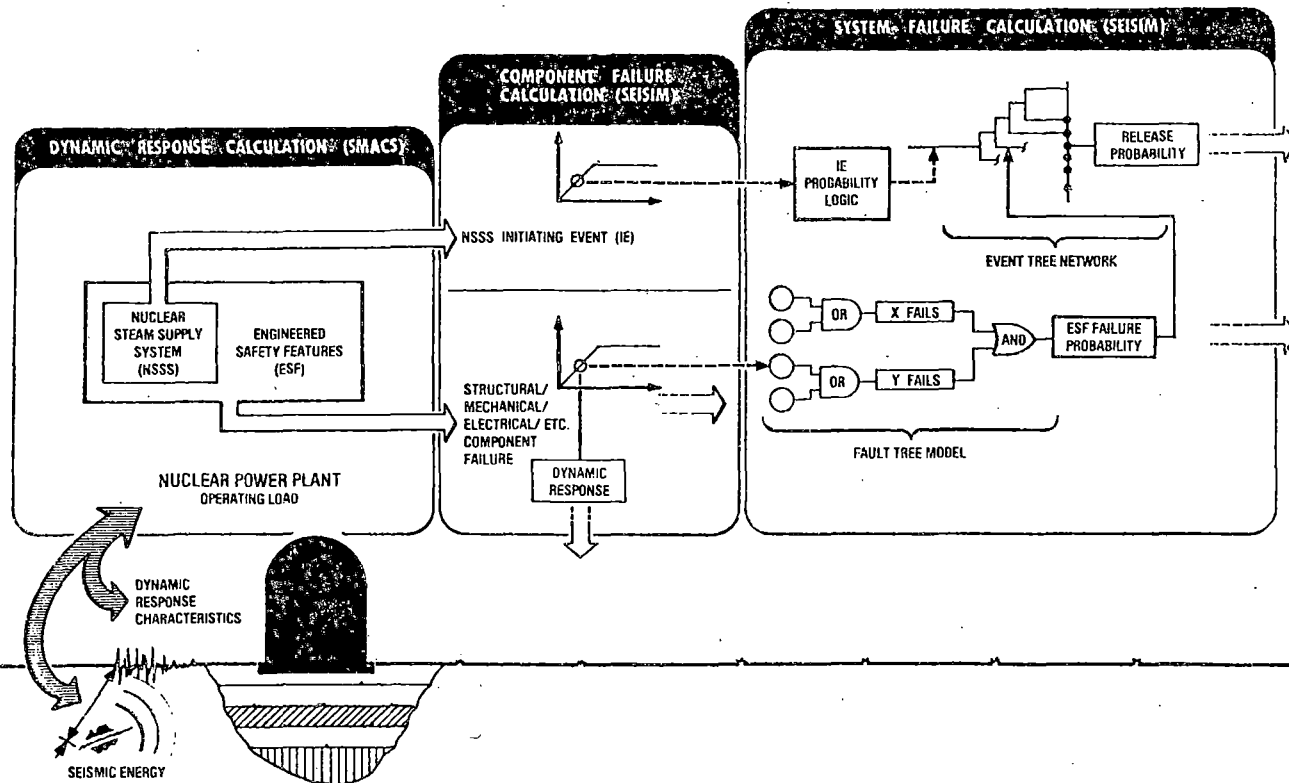 SYSTEM FAILURE CALCULATION (SEISIM)
COMPONENT FAILURE
CALCULATION (SEISIM)
DYNAMIC RESPONSE CALCULATION (SMACS)
NUCLEAR
STEAM SUPPLY
SYSTEM
(NSSS)
ENGINEERED
SAFETY FEATURES
(ESF)
NUCLEAR POWER PLANT
OPERATING LOAD
NSSS INITIATING EVENT (IE)
STRUCTURAL/
MECHANICAL/
ELECTRICAL/ ETC.
COMPONENT
FAILURE
DYNAMIC
RESPONSE
IE
PROBABILITY
LOGIC
RELEASE
PROBABILITY
EVENT TREE NETWORK
OR
X FAILS
AND
ESF FAILURE
PROBABILITY
OR
Y FAILS
FAULT TREE MODEL
DYNAMIC
RESPONSE
CHARACTERISTICS
SEISMIC ENERGY